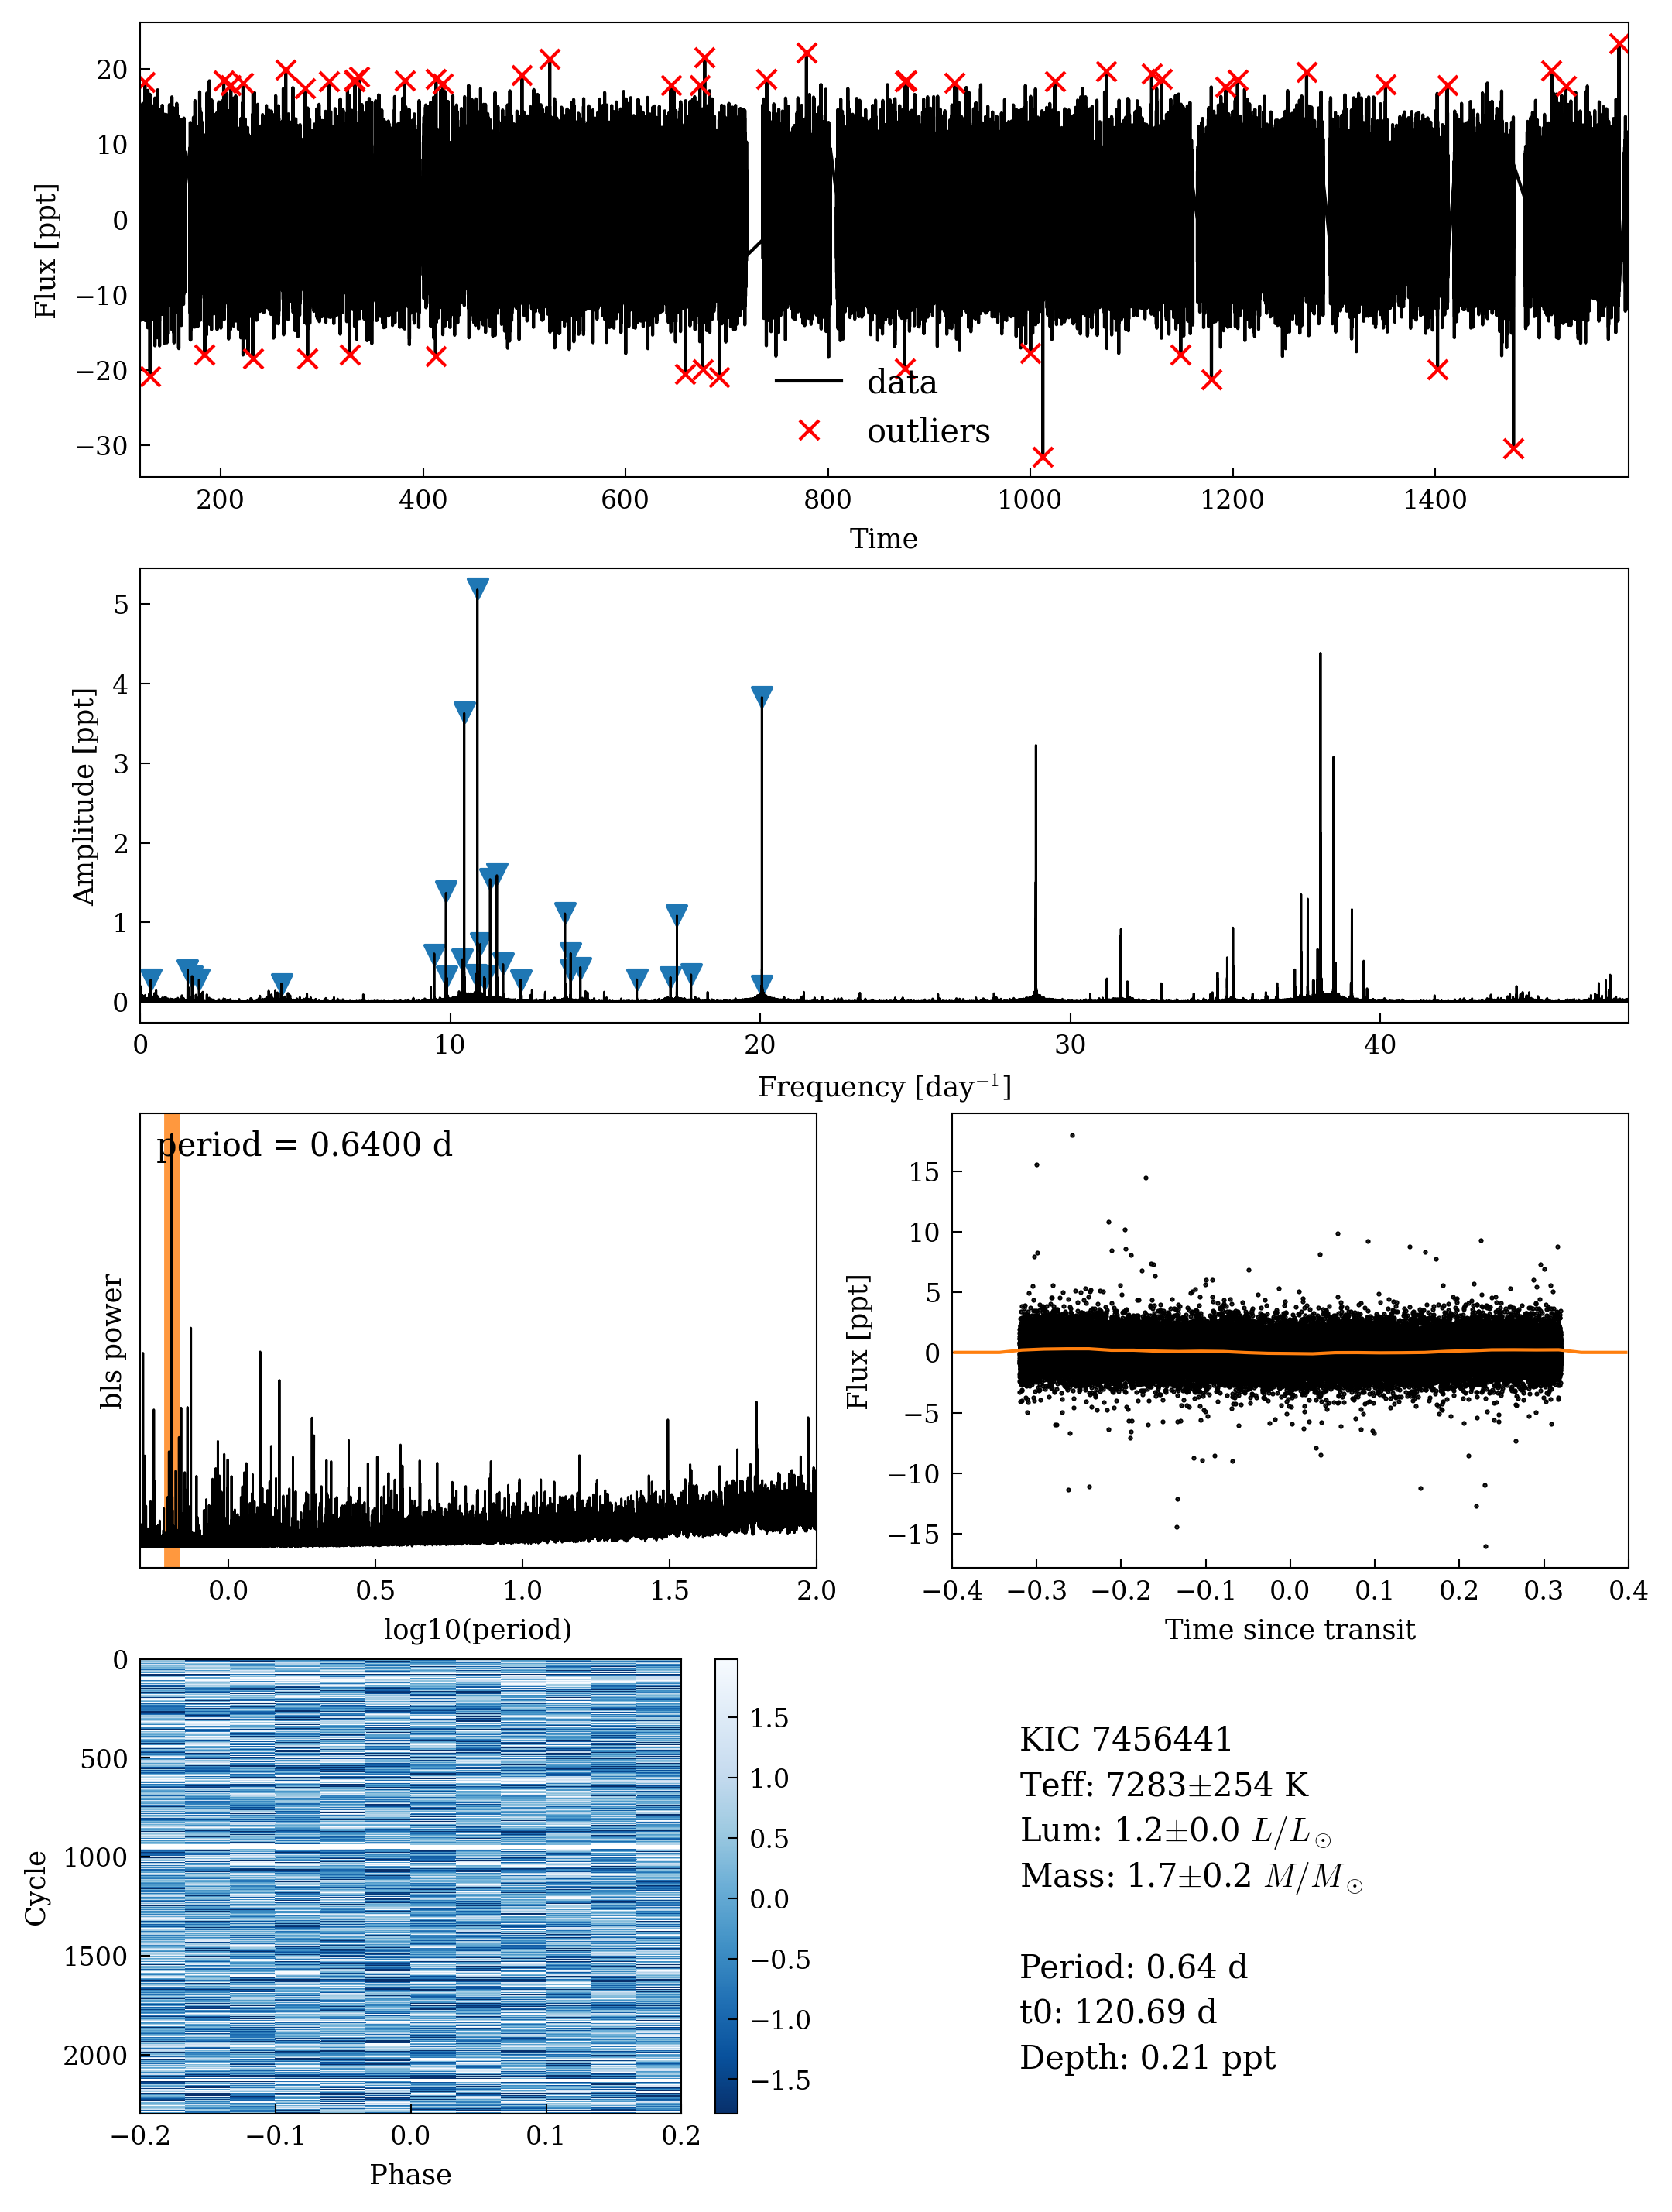 20
10
0
−10
−20
−30
Flux [ppt]
data
outliers
200 400 600 800 1000 1200 1400
Time
5
4
3
2
1
0
Amplitude [ppt]
0 10 20 30 40
Frequency [day⁻¹]
period = 0.6400 d
bls power
0.0 0.5 1.0 1.5 2.0
log10(period)
15
10
5
0
−5
−10
−15
Flux [ppt]
−0.4 −0.3 −0.2 −0.1 0.0 0.1 0.2 0.3 0.4
Time since transit
0
500
1000
1500
2000
Cycle
−0.2 −0.1 0.0 0.1 0.2
Phase
1.5
1.0
0.5
0.0
−0.5
−1.0
−1.5
KIC 7456441
Teff: 7283±254 K
Lum: 1.2±0.0 L/L⊙
Mass: 1.7±0.2 M/M⊙
Period: 0.64 d
t0: 120.69 d
Depth: 0.21 ppt